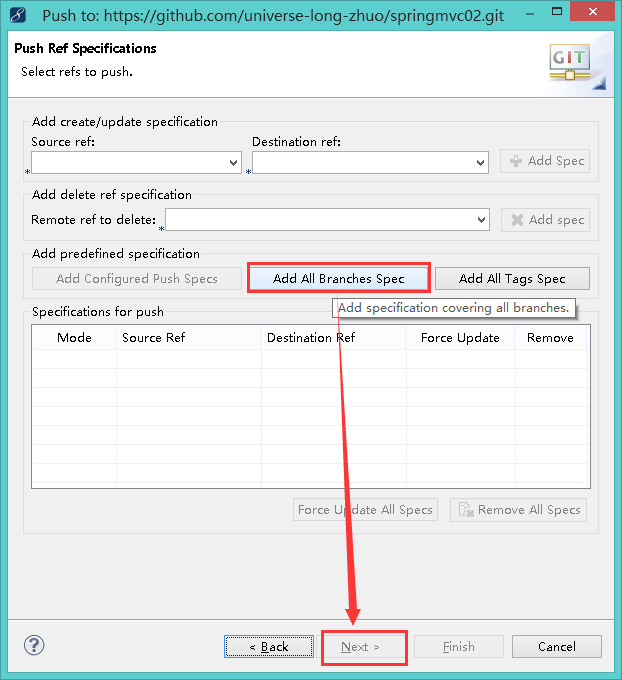 Push to: https://github.com/universe-long-zhuo/springmvc02.git
Push Ref Specifications
Select refs to push.
GIT
Add create/update specification
Source ref: Destination ref:
* * Add Spec
Add delete ref specification
Remote ref to delete: * Add spec
Add predefined specification
Add Configured Push Specs Add All Branches Spec Add All Tags Spec
Add specification covering all branches.
Specifications for push
Mode Source Ref Destination Ref Force Update Remove
Force Update All Specs Remove All Specs
? < Back Next > Finish Cancel